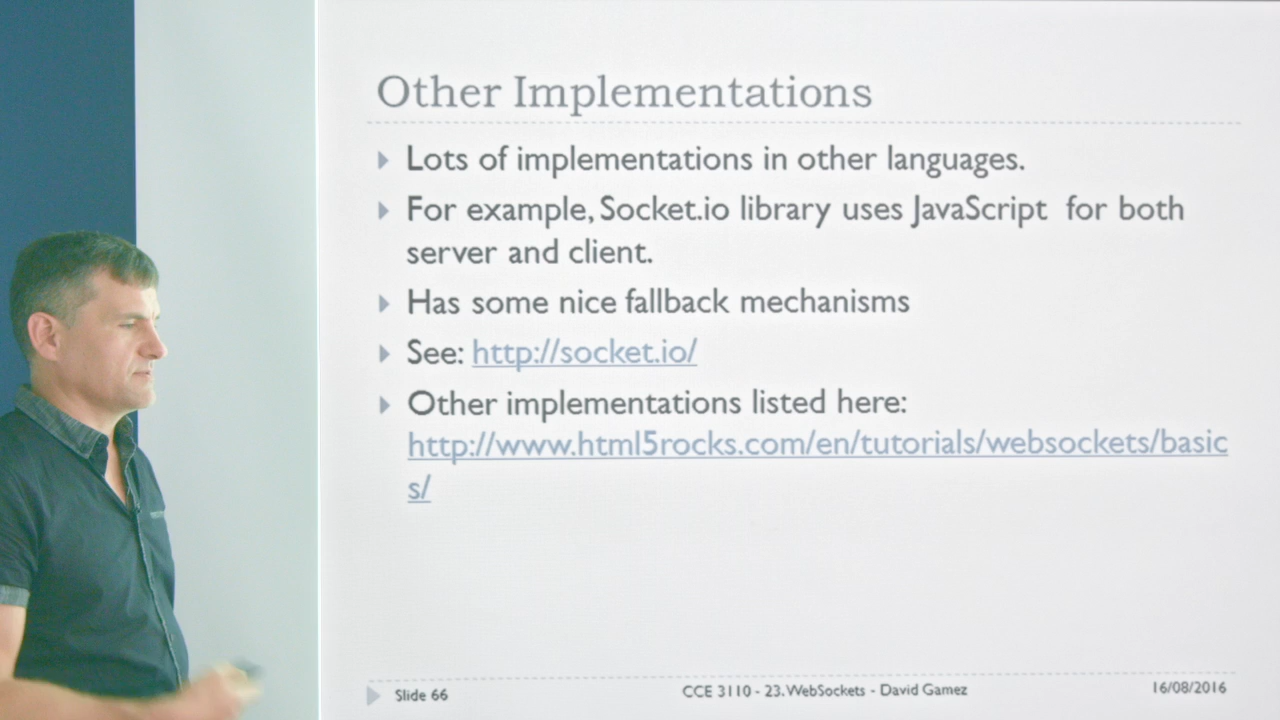 Other Implementations
Lots of implementations in other languages.
For example, Socket.io library uses JavaScript for both
server and client.
Has some nice fallback mechanisms
See: http://socket.io/
Other implementations listed here:
http://www.html5rocks.com/en/tutorials/websockets/basic
s/
Slide 66
CCE 3110 - 23. WebSockets - David Gamez
16/08/2016